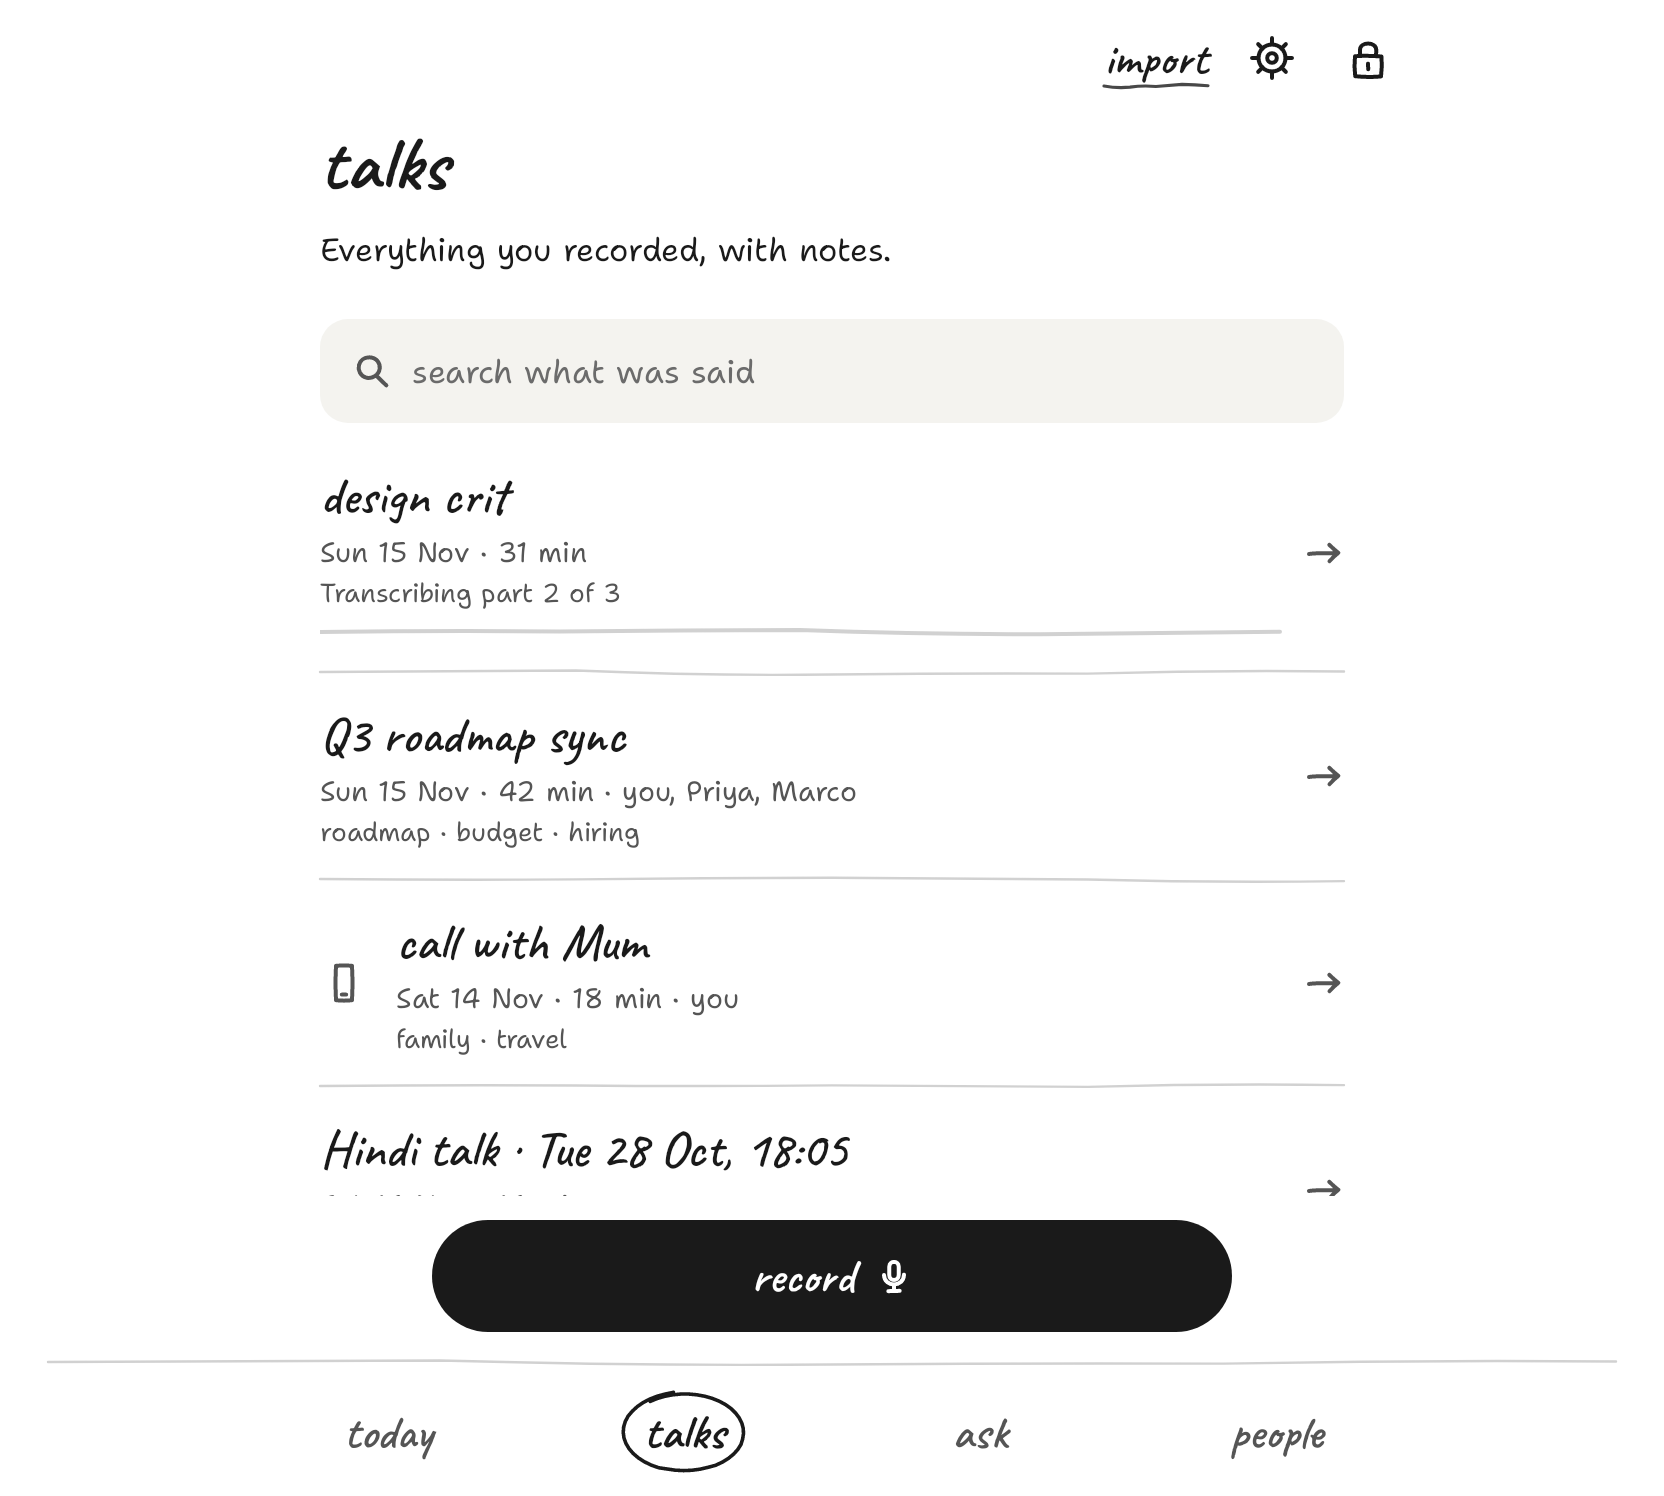 import
talks
Everything you recorded, with notes.
search what was said
design crit
Sun 15 Nov · 31 min
Transcribing part 2 of 3
Q3 roadmap sync
Sun 15 Nov · 42 min · you, Priya, Marco
roadmap · budget · hiring
call with Mum
Sat 14 Nov · 18 min · you
family · travel
Hindi talk · Tue 28 Oct, 18:05
record
today talks ask people